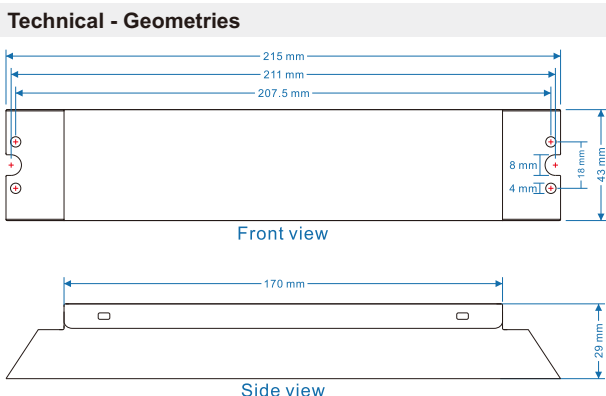 Technical - Geometries
215 mm
211 mm
207.5 mm
8 mm
18 mm
43 mm
4 mm
Front view
170 mm
29 mm
Side view